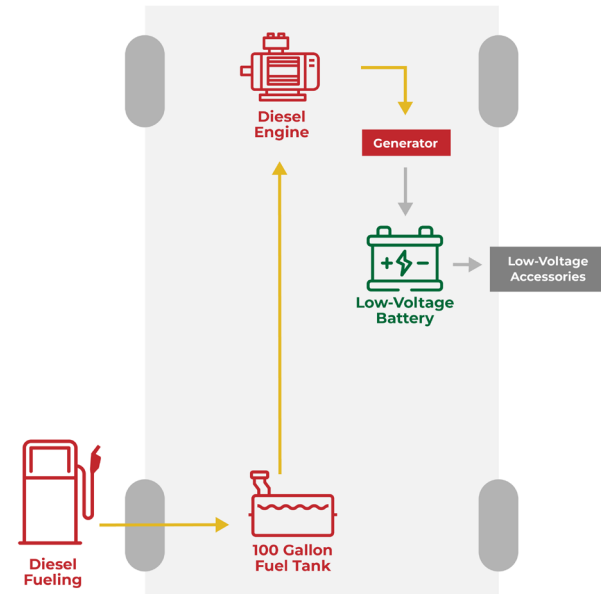 Diesel
Engine
Generator
Low-Voltage
Battery
Low-Voltage
Accessories
100 Gallon
Fuel Tank
Diesel
Fueling